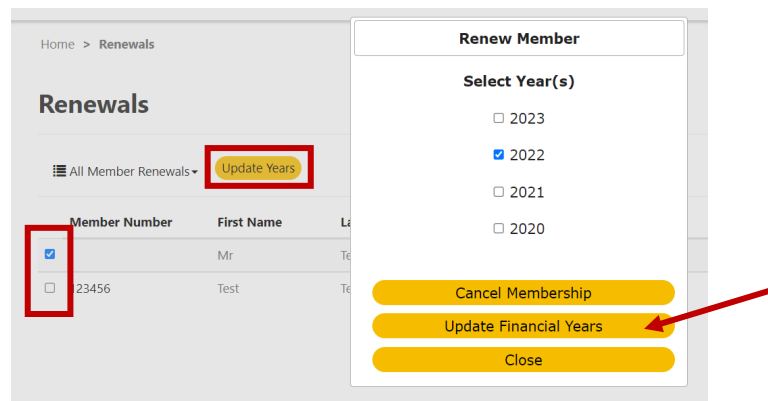 Home > Renewals
Renewals
All Member Renewals
Update Years
Member Number First Name
Mr
123456 Test
Renew Member
Select Year(s)
2023
2022
2021
2020
Cancel Membership
Update Financial Years
Close